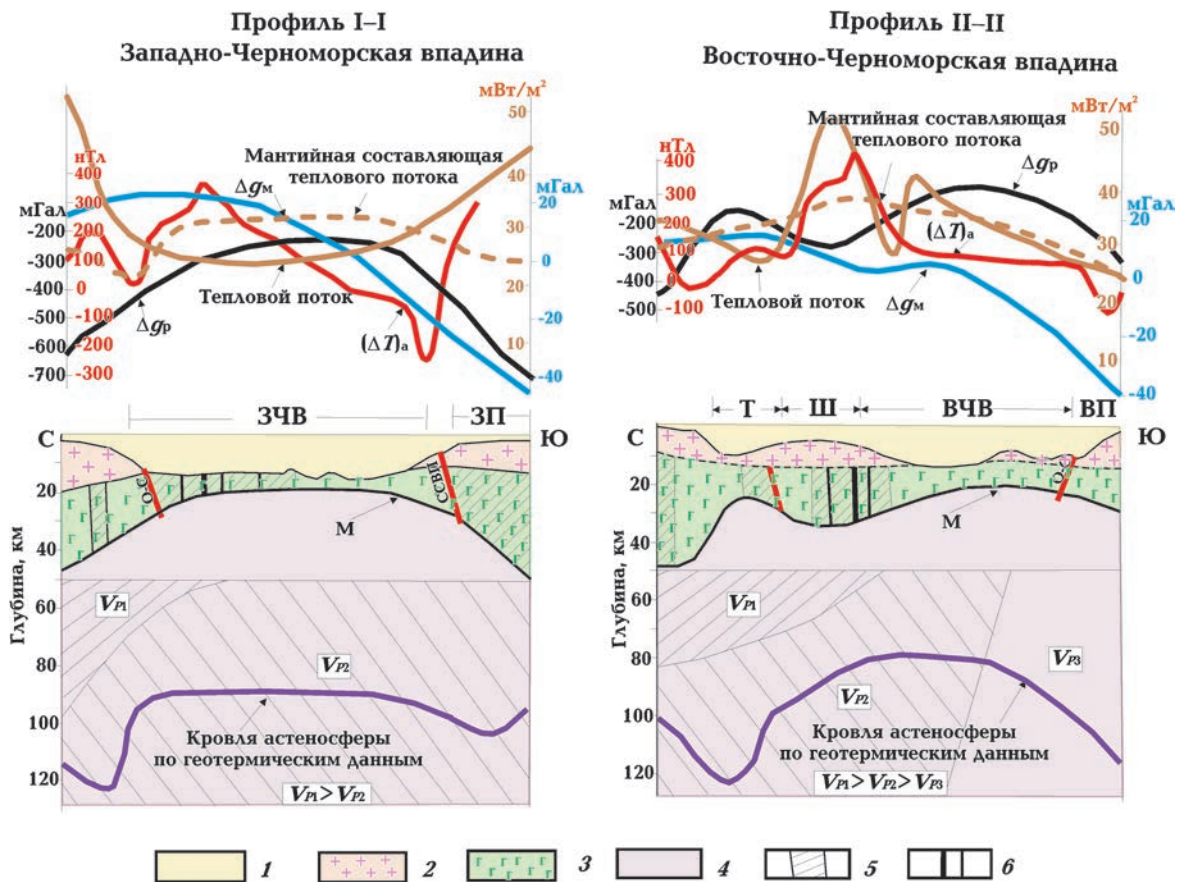 Профиль I–I
Западно-Черноморская впадина
мВт/м²
50
40
30
20
10
нТл
400
300
200
100
0
-100
-200
-300
мГал
-200
-300
-400
-500
-600
-700
мГал
20
0
-20
-40
Δgм
Мантийная составляющая
теплового потока
Тепловой поток
Δgр
(ΔT)а
ЗЧВ
ЗП
С
Ю
О-С
ССВП
М
Глубина, км
20
40
60
80
100
120
VP1
VP2
Кровля астеносферы
по геотермическим данным
VP1>VP2
Профиль II–II
Восточно-Черноморская впадина
мВт/м²
50
40
30
20
10
нТл
400
300
200
100
0
-100
мГал
-200
-300
-400
-500
мГал
20
0
-20
-40
Мантийная составляющая
теплового потока
Δgр
(ΔT)а
Тепловой поток
Δgм
Т
Ш
ВЧВ
ВП
С
Ю
О-С
М
Глубина, км
20
40
60
80
100
120
VP1
VP2
VP3
Кровля астеносферы
по геотермическим данным
VP1>VP2>VP3
1
2
3
4
5
6